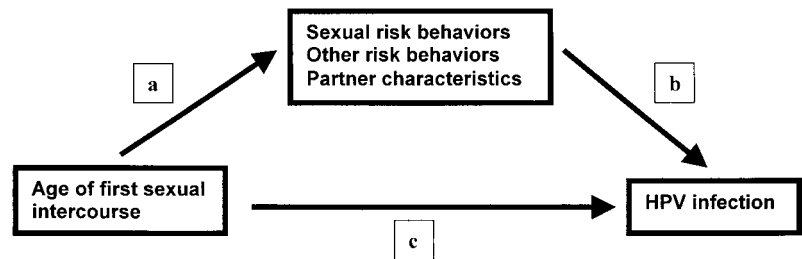 Sexual risk behaviors
Other risk behaviors
Partner characteristics
a
b
Age of first sexual
intercourse
HPV infection
c